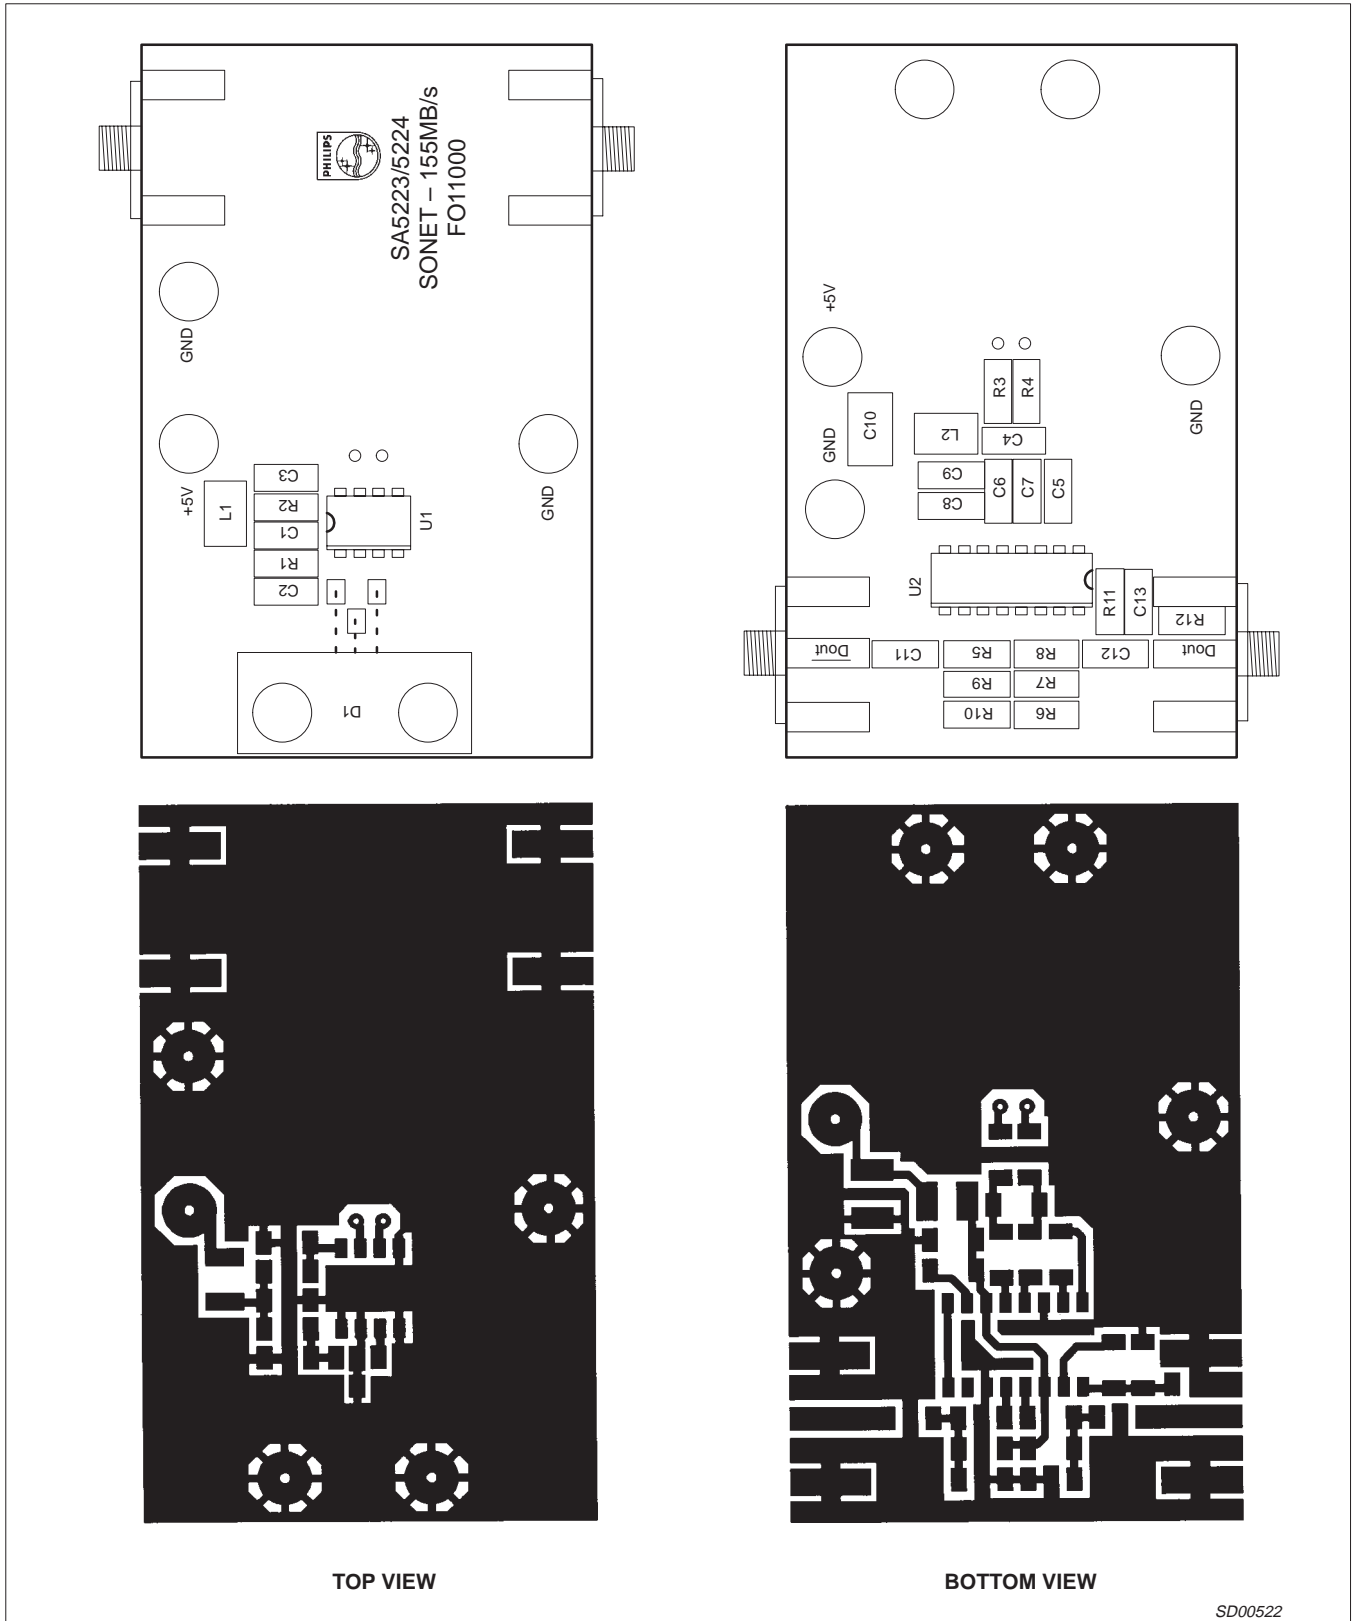 PHILIPS
SA5223/5224
SONET – 155MB/s
FO11000
GND
+5V
GND
L1
C3
R2
C1
R1
C2
U1
D1
+5V
GND
GND
C10
L2
R3
R4
C4
C9
C8
C6
C7
C5
U2
R11
C13
R12
Dout
C11
R5
R8
C12
Dout
R9
R7
R10
R6
TOP VIEW
BOTTOM VIEW
SD00522